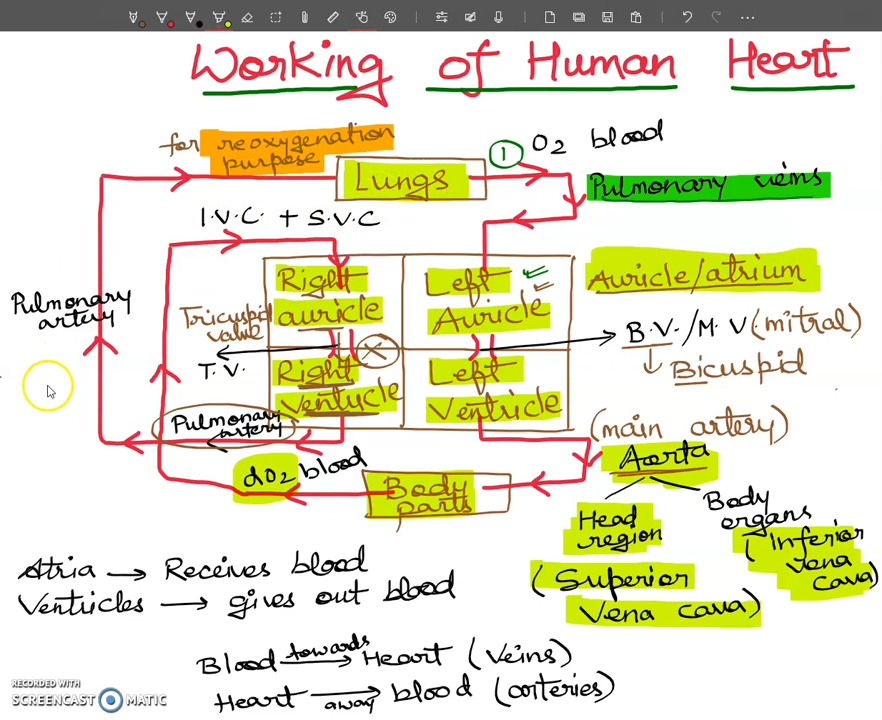 Working of Human Heart
for reoxygenation
purpose
Lungs
1 O2 blood
Pulmonary veins
I.V.C. + S.V.C
Right
auricle
Left
Auricle
Auricle/atrium
Pulmonary
artery
Tricuspid
valve
B.V./M.V (mitral)
Bicuspid
T.V.
Right
Ventucle
Left
Ventricle
Pulmonary
artery
(main artery)
Aorta
dO2 blood
Body
parts
Head
region
Body
organs
(Superior
Vena cava)
(Inferior
vena
cava)
Atria → Receives blood
Ventricles → gives out blood
Blood towards → Heart (Veins)
Heart away → blood (arteries)
RECORDED WITH
SCREENCAST MATIC